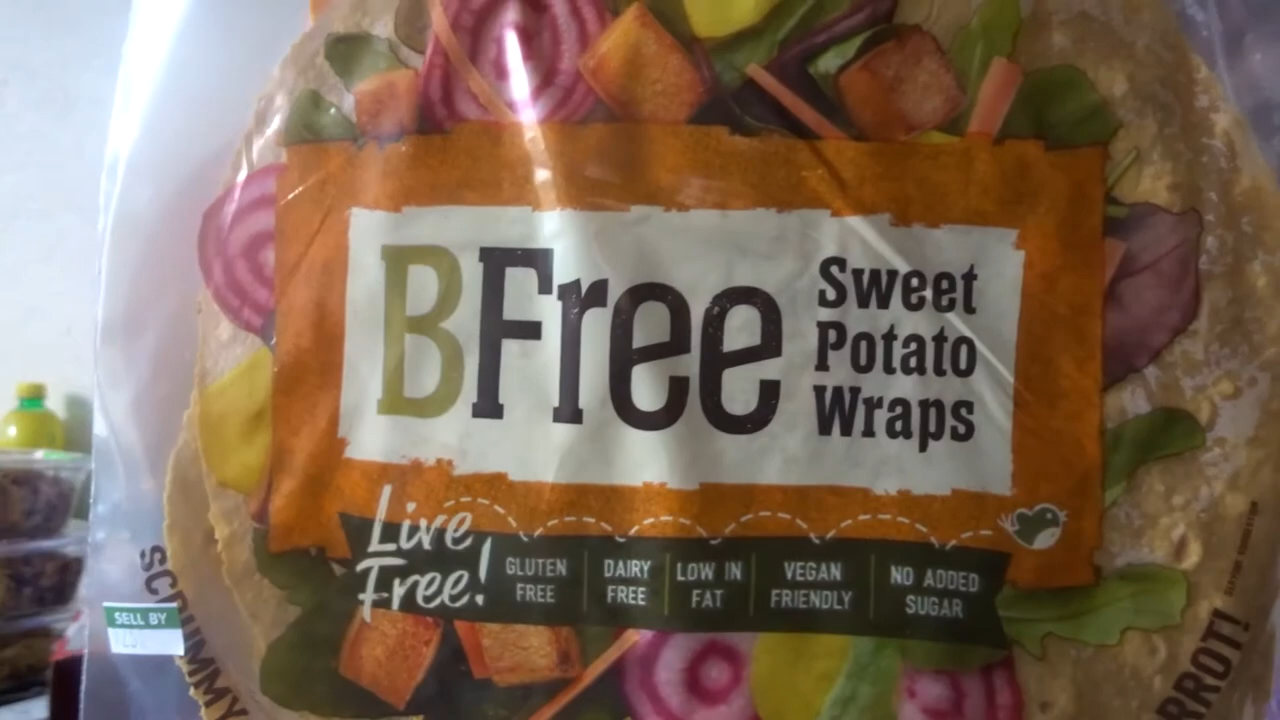 BFree
Sweet
Potato
Wraps
Live
Free!
GLUTEN
FREE
DAIRY
FREE
LOW IN
FAT
VEGAN
FRIENDLY
NO ADDED
SUGAR
SELL BY
SCRUMMY